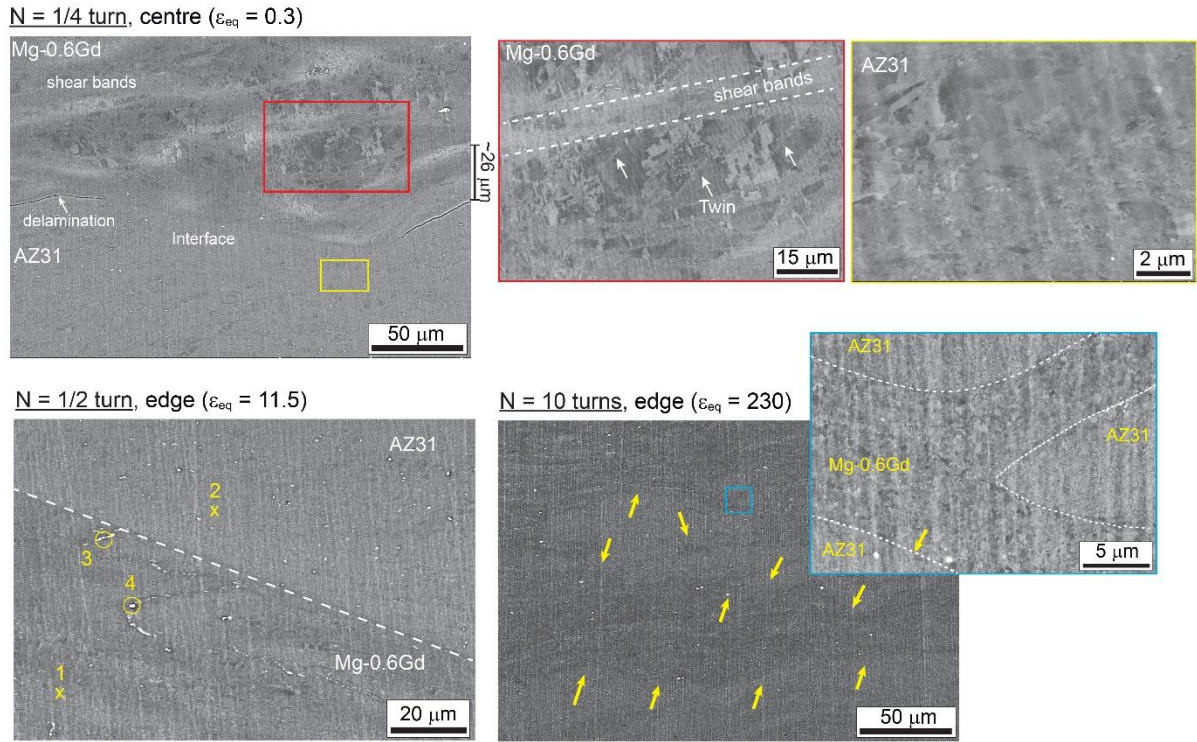 N = 1/4 turn, centre (εeq = 0.3)
Mg-0.6Gd
shear bands
delamination
Interface
AZ31
~26 μm
50 μm
Mg-0.6Gd
shear bands
Twin
15 μm
AZ31
2 μm
N = 1/2 turn, edge (εeq = 11.5)
AZ31
2
x
3
4
1
x
Mg-0.6Gd
20 μm
N = 10 turns, edge (εeq = 230)
50 μm
AZ31
AZ31
Mg-0.6Gd
AZ31
5 μm